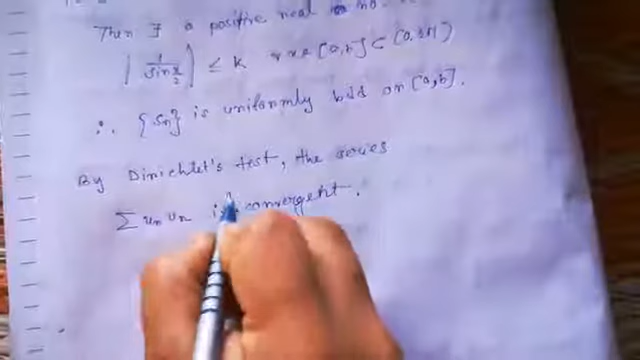 Then ∃ a positive real no.
| 1/sin x/2 | ≤ K ∀ x ∈ [a,b] ⊂ (0,2π)
∴ {Sn} is uniformly bdd on [a,b].
By Dirichlet's test, the series
Σ un vn is convergent.